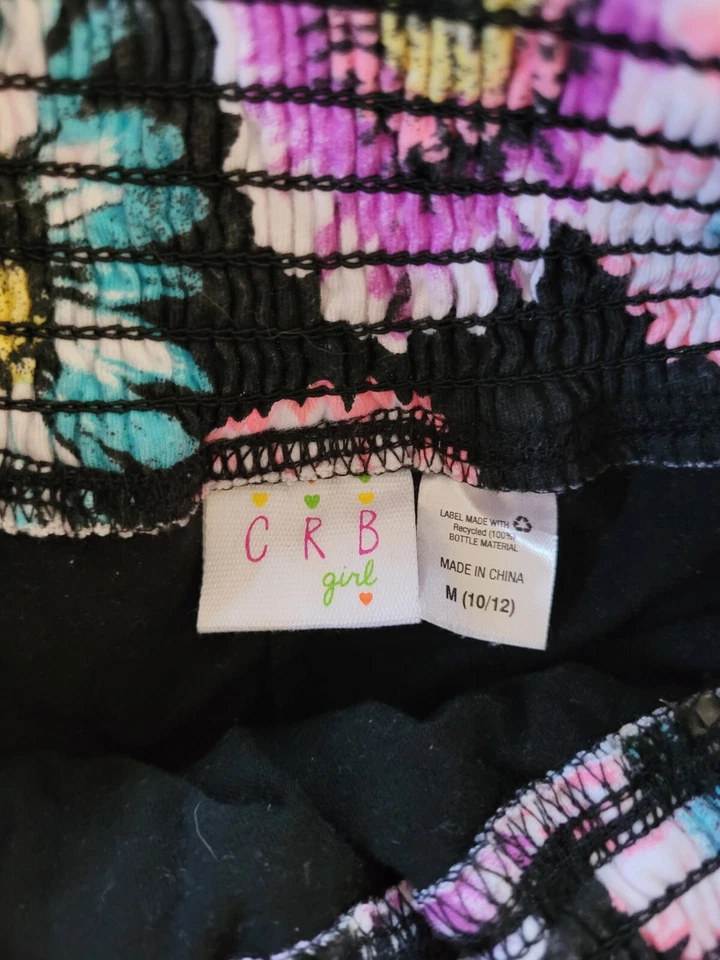 C R B
girl
LABEL MADE WITH
Recycled (100%)
BOTTLE MATERIAL
MADE IN CHINA
M (10/12)